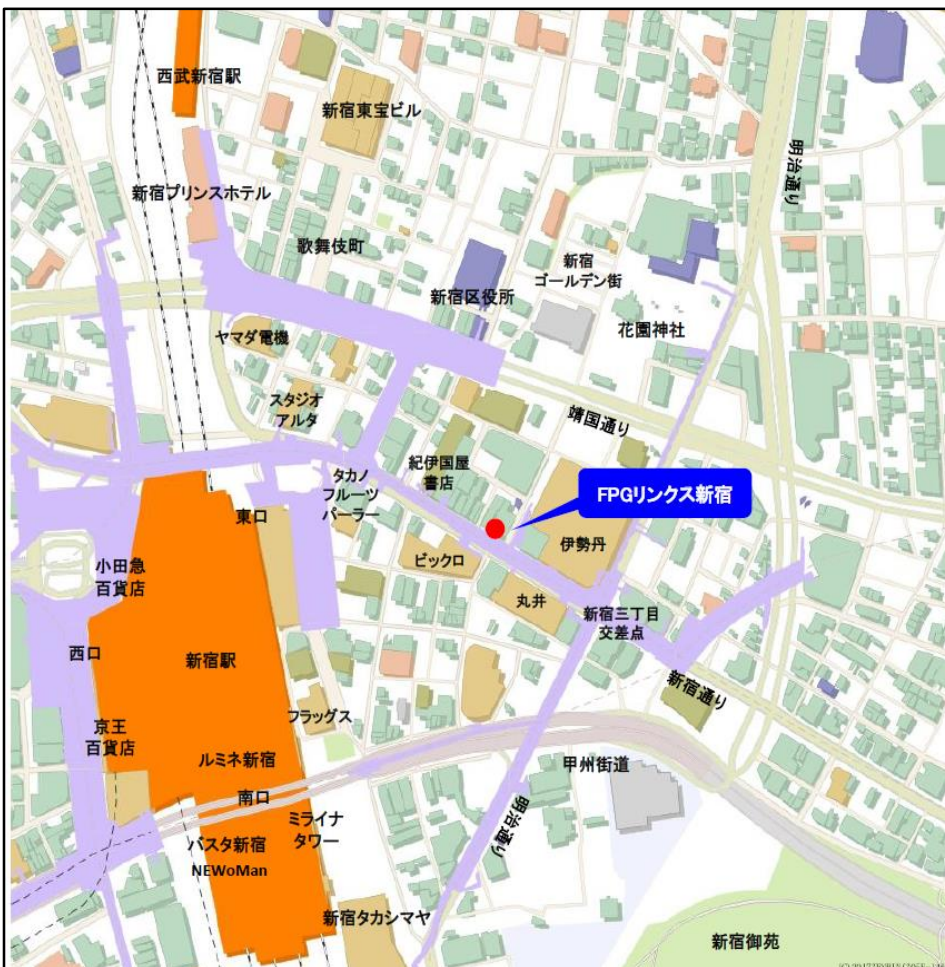 西武新宿駅
新宿東宝ビル
明治通り
新宿プリンスホテル
歌舞伎町
新宿
ゴールデン街
新宿区役所
花園神社
ヤマダ電機
スタジオ
アルタ
靖国通り
紀伊国屋
書店
タカノ
フルーツ
パーラー
FPGリンクス新宿
東口
伊勢丹
ビックロ
小田急
百貨店
丸井
新宿三丁目
交差点
西口
新宿駅
新宿通り
フラッグス
京王
百貨店
ルミネ新宿
甲州街道
南口
ミライナ
タワー
明治通り
バスタ新宿
NEWoMan
新宿タカシマヤ
新宿御苑